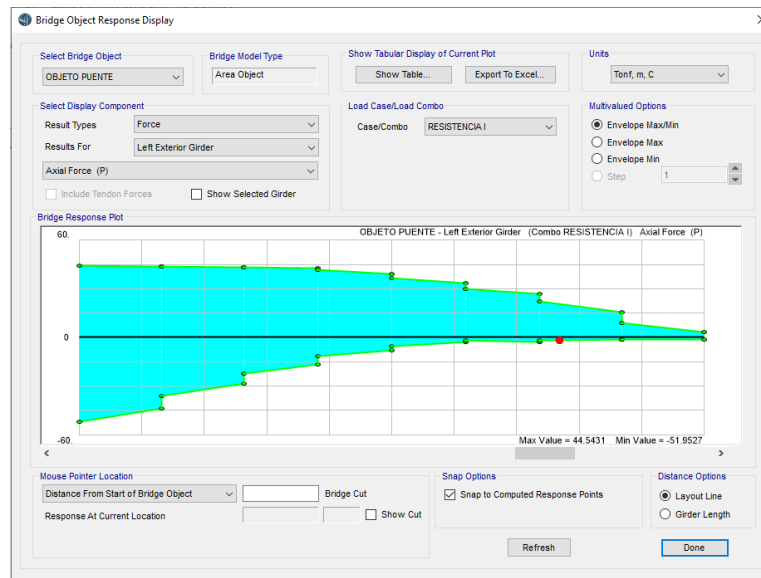 Bridge Object Response Display
Select Bridge Object
OBJETO PUENTE
Bridge Model Type
Area Object
Show Tabular Display of Current Plot
Show Table...
Export To Excel...
Units
Tonf, m, C
Select Display Component
Result Types
Force
Results For
Left Exterior Girder
Axial Force (P)
Include Tendon Forces
Show Selected Girder
Load Case/Load Combo
Case/Combo
RESISTENCIA I
Multivalued Options
Envelope Max/Min
Envelope Max
Envelope Min
Step
1
Bridge Response Plot
60.
OBJETO PUENTE - Left Exterior Girder (Combo RESISTENCIA I) Axial Force (P)
0
-60.
Max Value = 44.5431 Min Value = -51.9527
Mouse Pointer Location
Distance From Start of Bridge Object
Bridge Cut
Response At Current Location
Show Cut
Snap Options
Snap to Computed Response Points
Distance Options
Layout Line
Girder Length
Refresh
Done